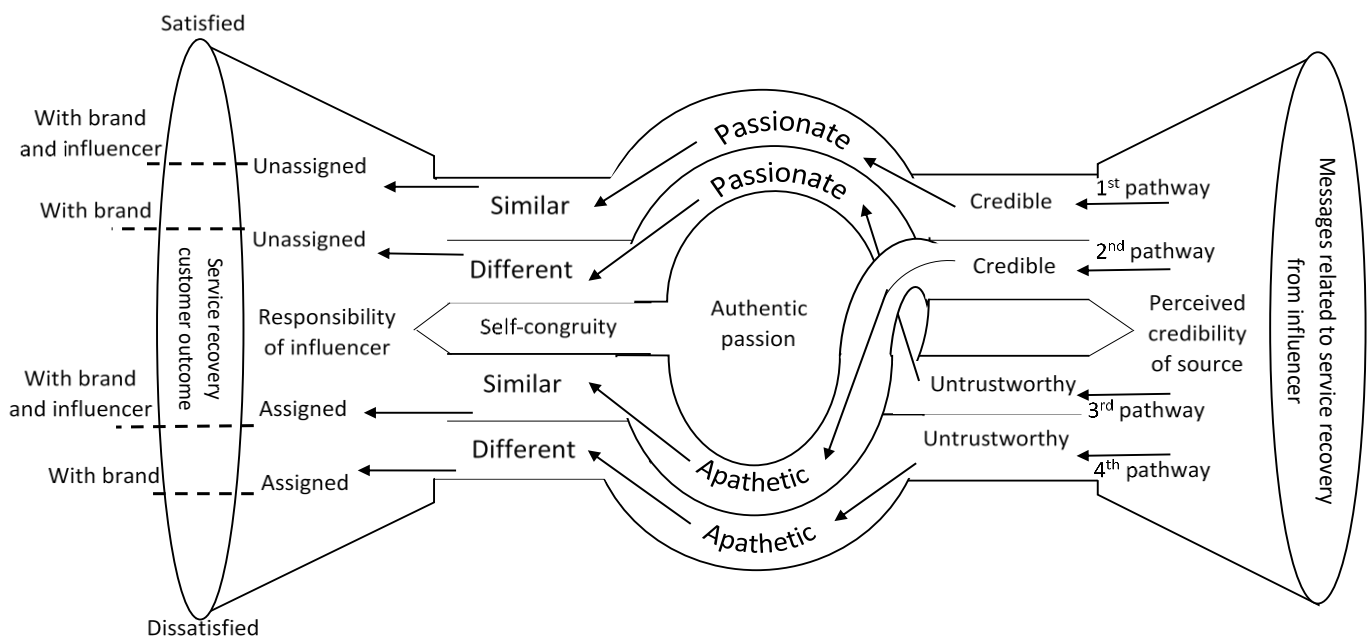 Satisfied
With brand
and influencer
Unassigned
With brand
Unassigned
Service recovery
customer outcome
Responsibility
of influencer
With brand
and influencer
Assigned
With brand
Assigned
Dissatisfied
Similar
Different
Self-congruity
Similar
Different
Passionate
Passionate
Authentic
passion
Apathetic
Apathetic
Credible
Credible
Untrustworthy
Untrustworthy
1st pathway
2nd pathway
Perceived
credibility
of source
3rd pathway
4th pathway
Messages related to service recovery
from influencer